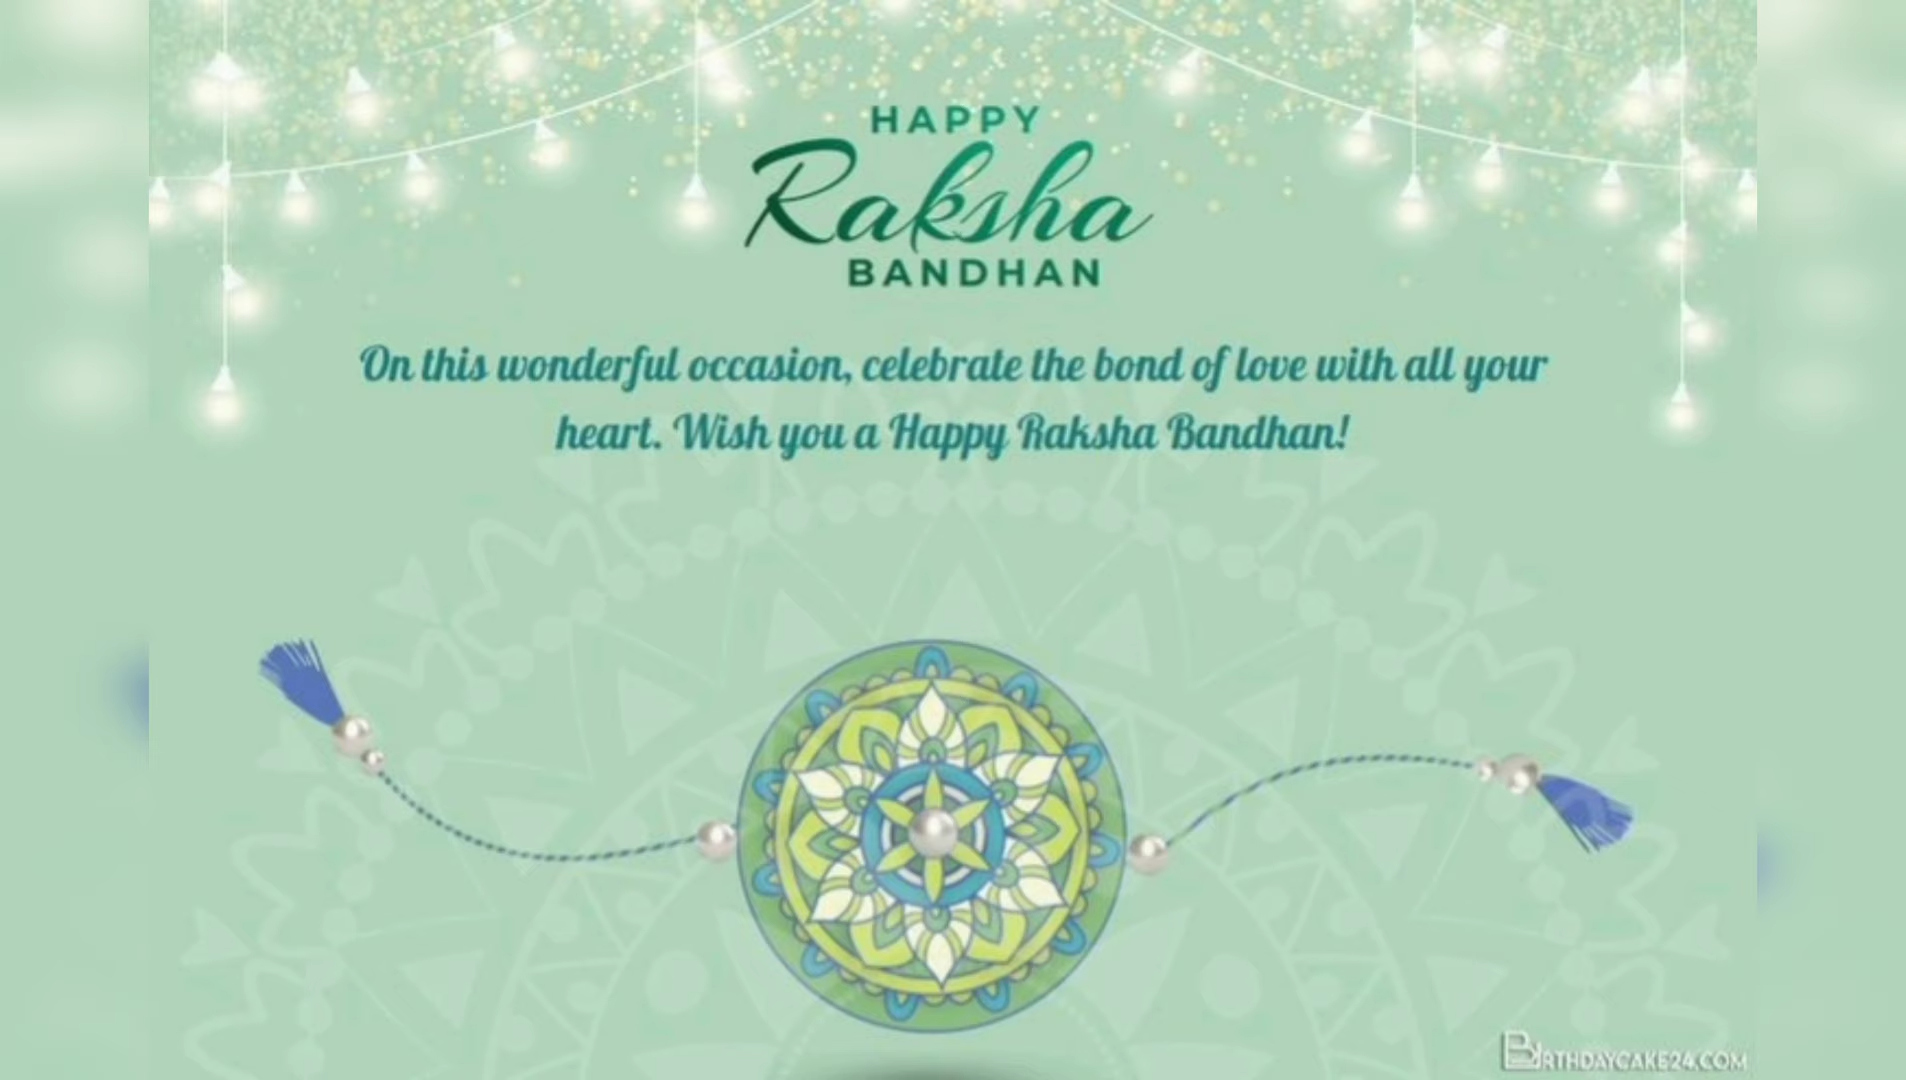 HAPPY
Raksha
BANDHAN
On this wonderful occasion, celebrate the bond of love with all your
heart. Wish you a Happy Raksha Bandhan!
BIRTHDAYCAKE24.COM